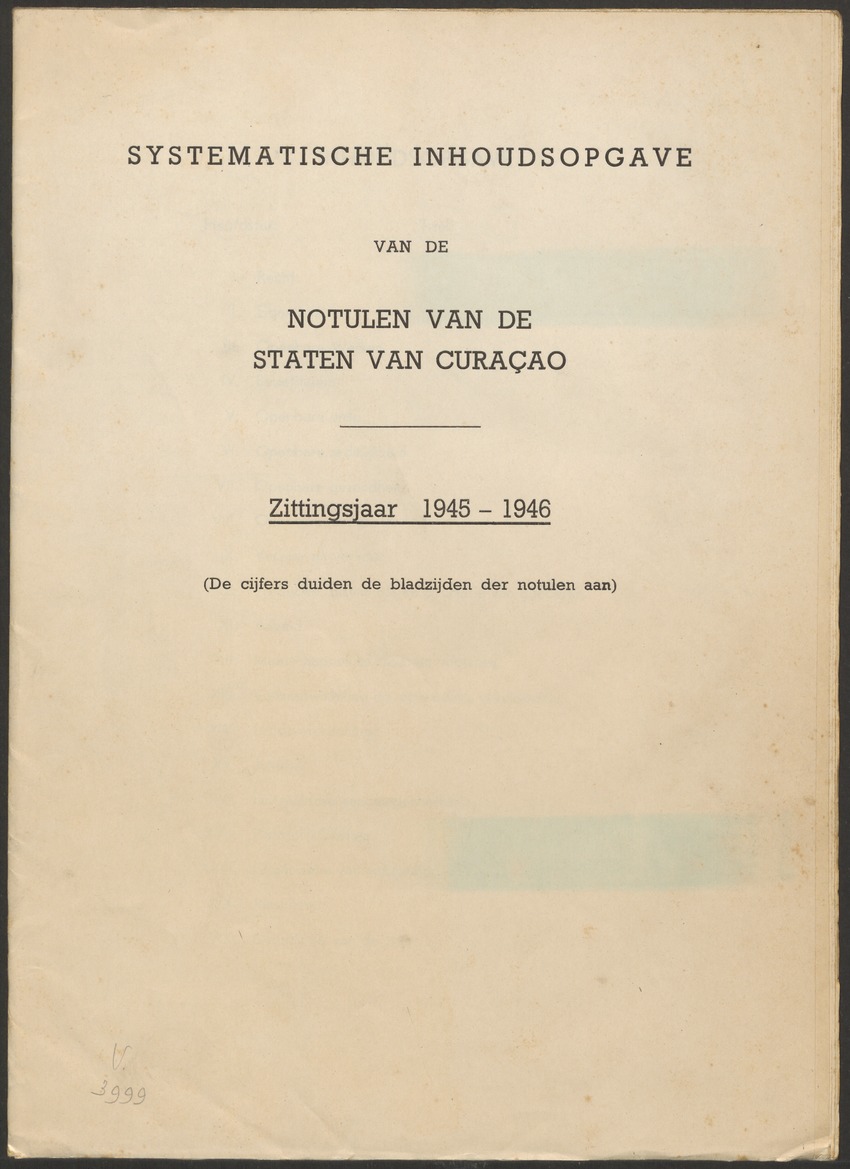 SYSTEMATISCHE INHOUDSOPGAVE
VAN DE
NOTULEN VAN DE
STATEN VAN CURAÇAO
Zittingsjaar 1945 – 1946
(De cijfers duiden de bladzijden der notulen aan)
V.
3999